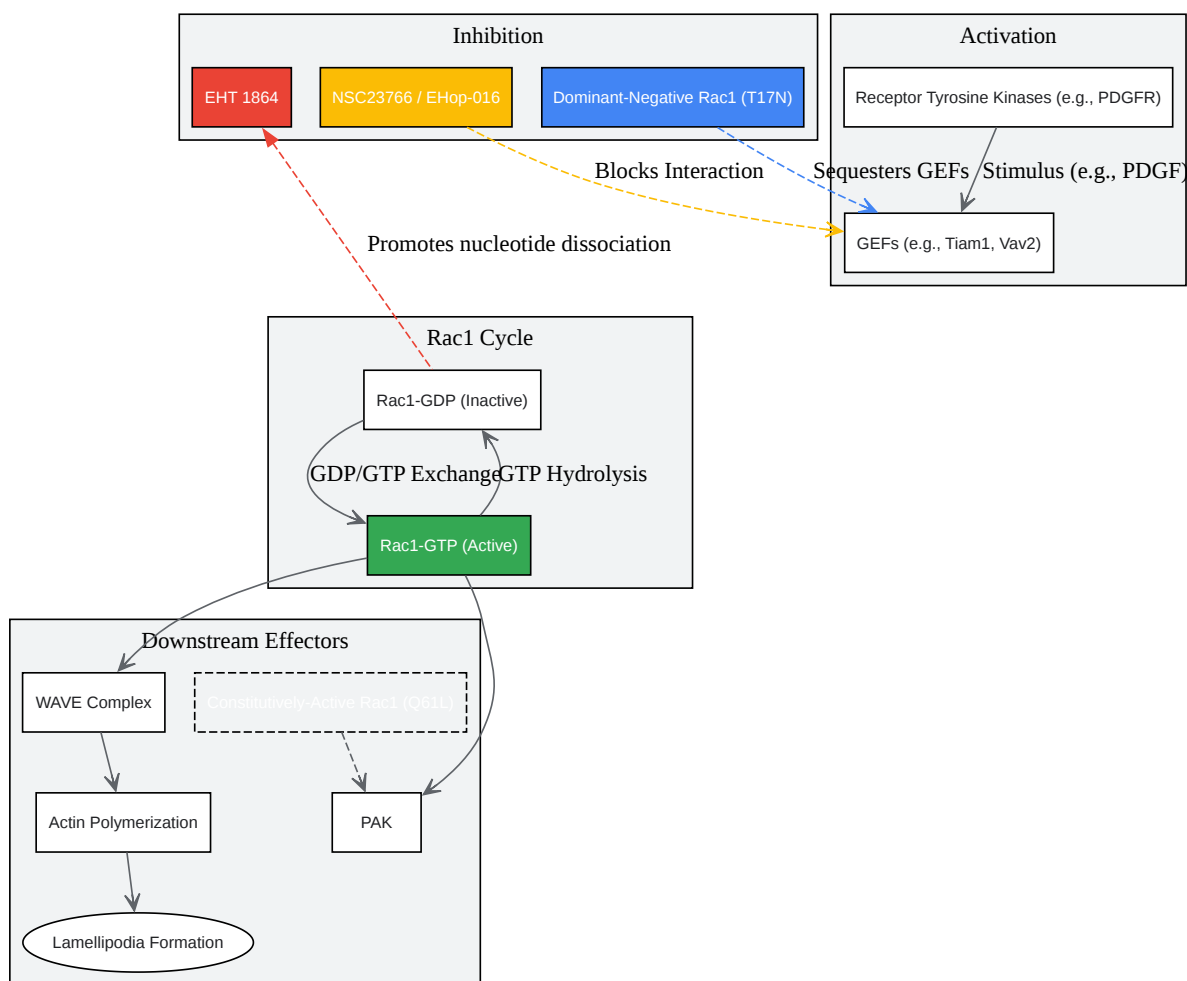 Inhibition
Activation
EHT 1864
NSC23766 / EHop-016
Dominant-Negative Rac1 (T17N)
Receptor Tyrosine Kinases (e.g., PDGFR)
Blocks Interaction
Sequesters GEFs
Stimulus (e.g., PDGF)
Promotes nucleotide dissociation
GEFs (e.g., Tiam1, Vav2)
Rac1 Cycle
Rac1-GDP (Inactive)
GDP/GTP Exchange
GTP Hydrolysis
Rac1-GTP (Active)
Downstream Effectors
WAVE Complex
Constitutively-Active Rac1 (Q61L)
Actin Polymerization
PAK
Lamellipodia Formation